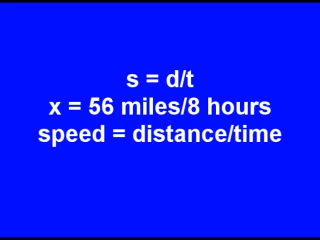 s = d/t
x = 56 miles/8 hours
speed = distance/time